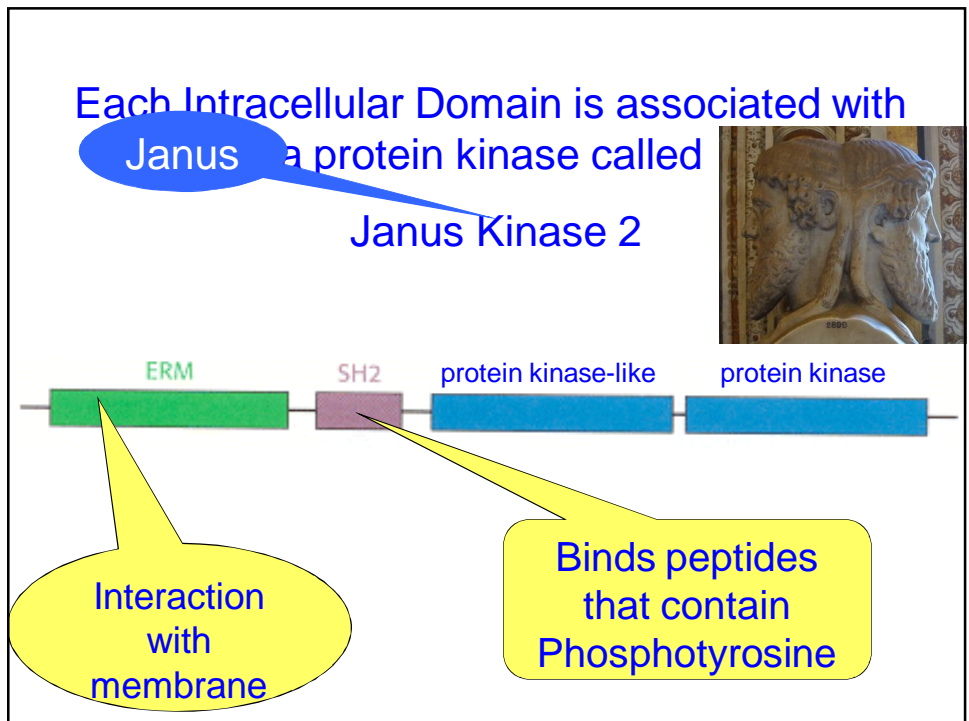 Each Intracellular Domain is associated with
a protein kinase called
Janus
Janus Kinase 2
5690
ERM
SH2
protein kinase-like
protein kinase
Interaction
with
membrane
Binds peptides
that contain
Phosphotyrosine